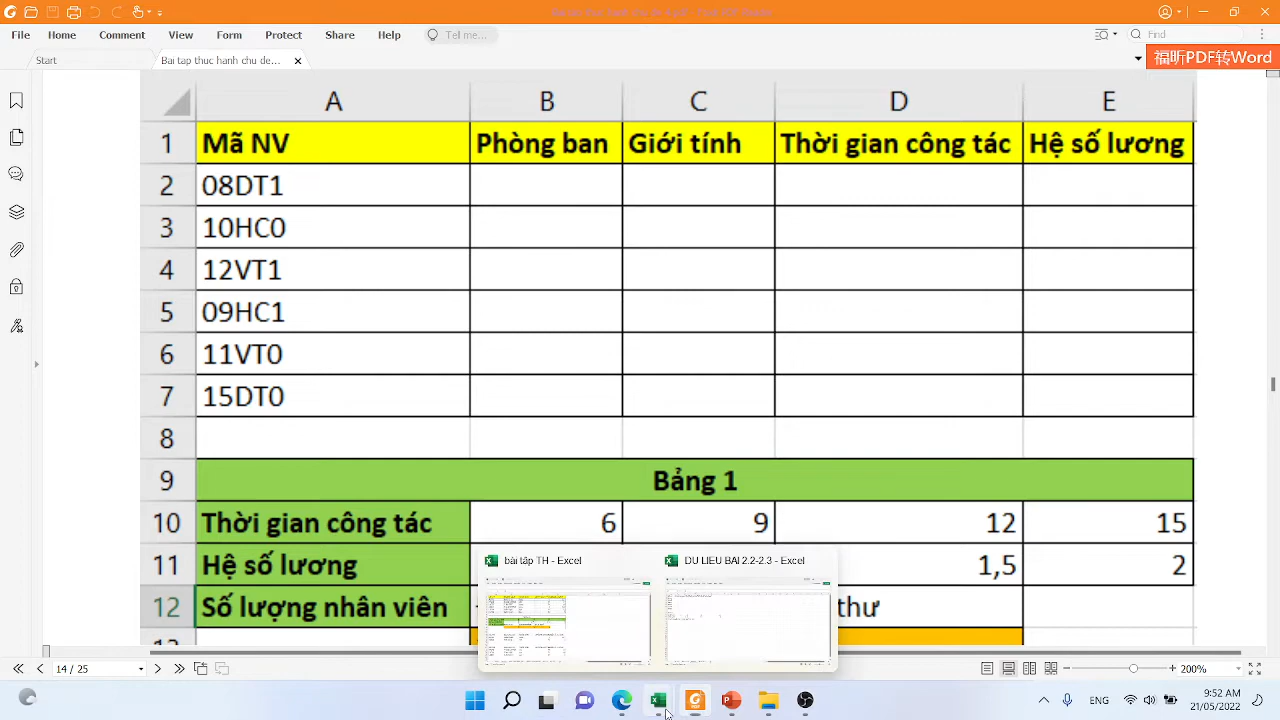 File Home Comment View Form Protect Share Help Tell me... Find
Start Bai tap thuc hanh chu de...
福昕PDF转Word
A B C D E
1 Mã NV Phòng ban Giới tính Thời gian công tác Hệ số lương
2 08DT1
3 10HC0
4 12VT1
5 09HC1
6 11VT0
7 15DT0
8
9 Bảng 1
10 Thời gian công tác 6 9 12 15
11 Hệ số lương 1,5 2
12 Số lượng nhân viên thư
bài tập TH - Excel DU LIEU BAI 2.2-2.3 - Excel
14 / 23 200%
ENG 9:52 AM
21/05/2022